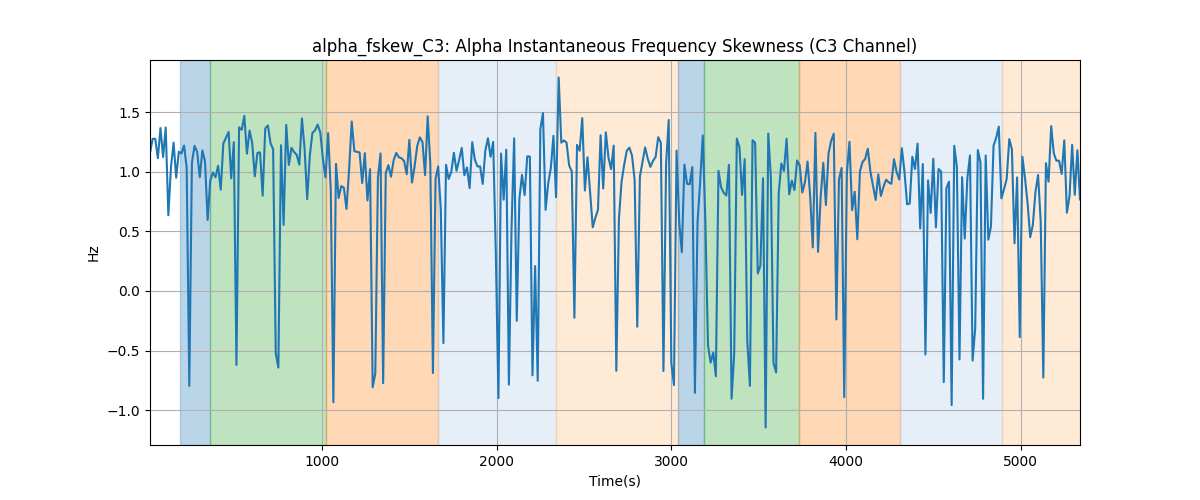 alpha_fskew_C3: Alpha Instantaneous Frequency Skewness (C3 Channel)
1.5
1.0
0.5
0.0
−0.5
−1.0
Hz
1000 2000 3000 4000 5000
Time(s)